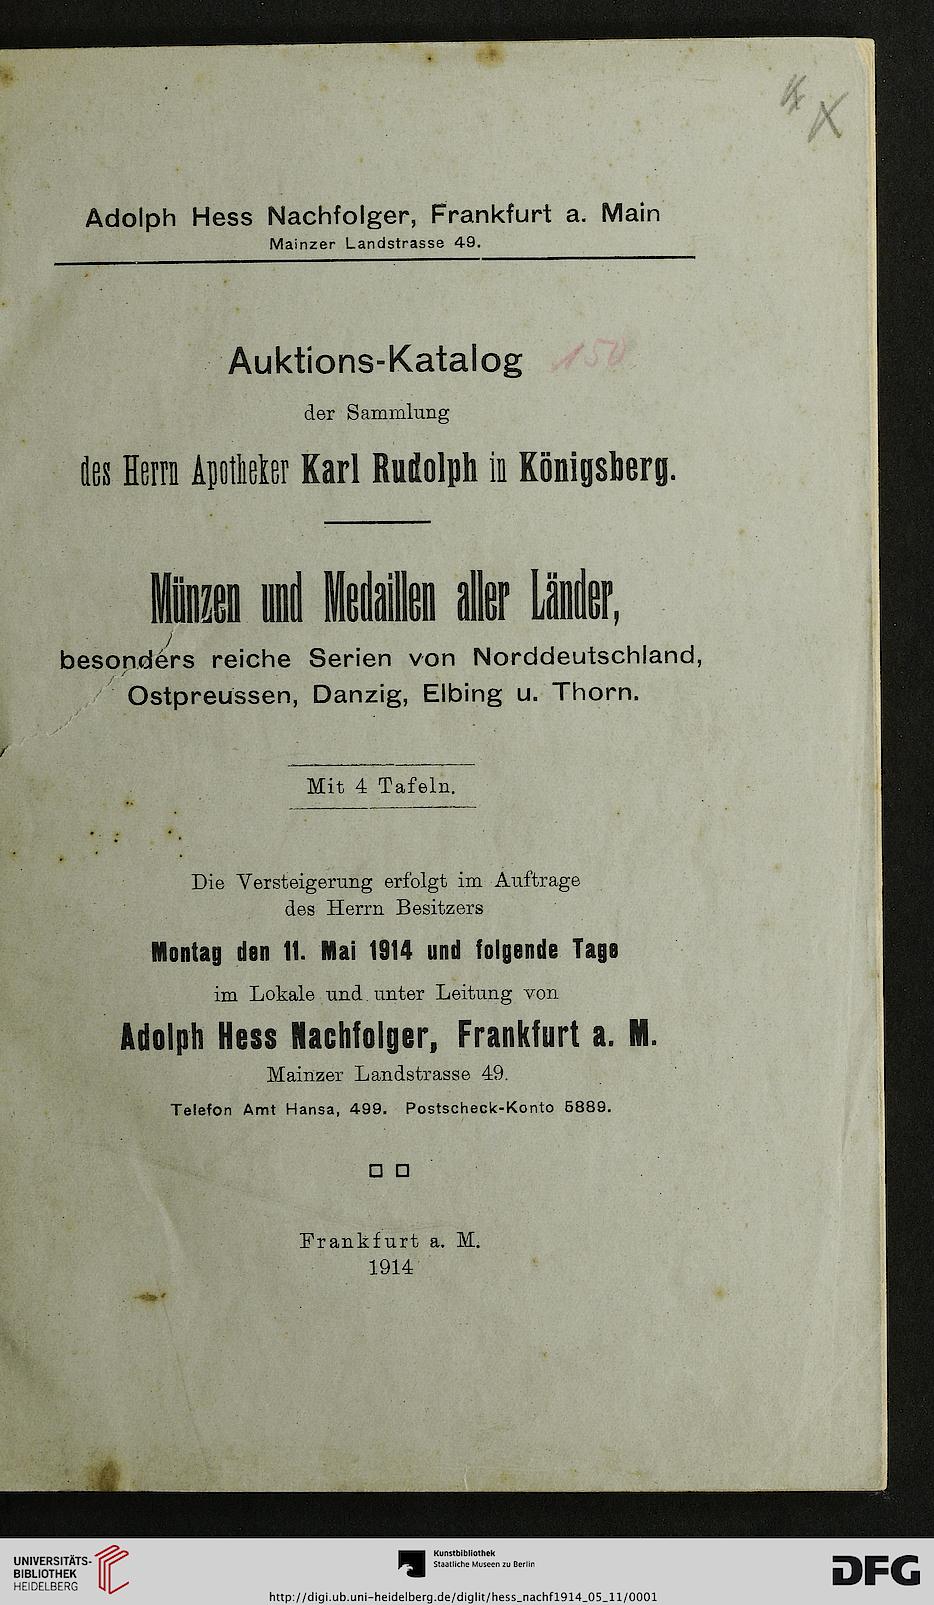 Adolph Hess Nachfolger, Frankfurt a. Main
Mainzer Landstrasse 49.
Auktions-Katalog 150
der Sammlung
des Herrn Apotheker Karl Rudolph in Königsberg.
Münzen und Medaillen aller Länder,
besonders reiche Serien von Norddeutschland,
Ostpreussen, Danzig, Elbing u. Thorn.
Mit 4 Tafeln.
Die Versteigerung erfolgt im Auftrage
des Herrn Besitzers
Montag den 11. Mai 1914 und folgende Tage
im Lokale und unter Leitung von
Adolph Hess Nachfolger, Frankfurt a. M.
Mainzer Landstrasse 49.
Telefon Amt Hansa, 499. Postscheck-Konto 5889.
Frankfurt a. M.
1914
UNIVERSITÄTS-
BIBLIOTHEK
HEIDELBERG
Kunstbibliothek
Staatliche Museen zu Berlin
DFG
http://digi.ub.uni-heidelberg.de/diglit/hess_nachf1914_05_11/0001